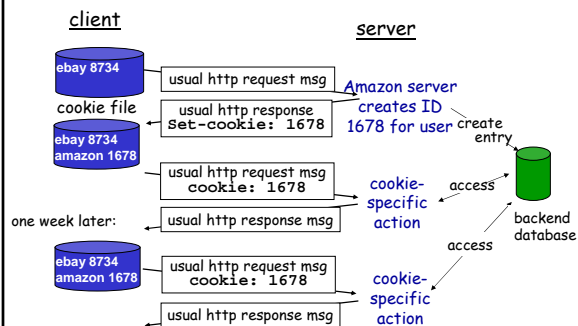 client
server
ebay 8734
usual http request msg
Amazon server
creates ID
1678 for user
cookie file
usual http response
Set-cookie: 1678
create
entry
ebay 8734
amazon 1678
usual http request msg
cookie: 1678
cookie-
specific
action
access
backend
database
one week later:
usual http response msg
access
ebay 8734
amazon 1678
usual http request msg
cookie: 1678
cookie-
specific
action
usual http response msg